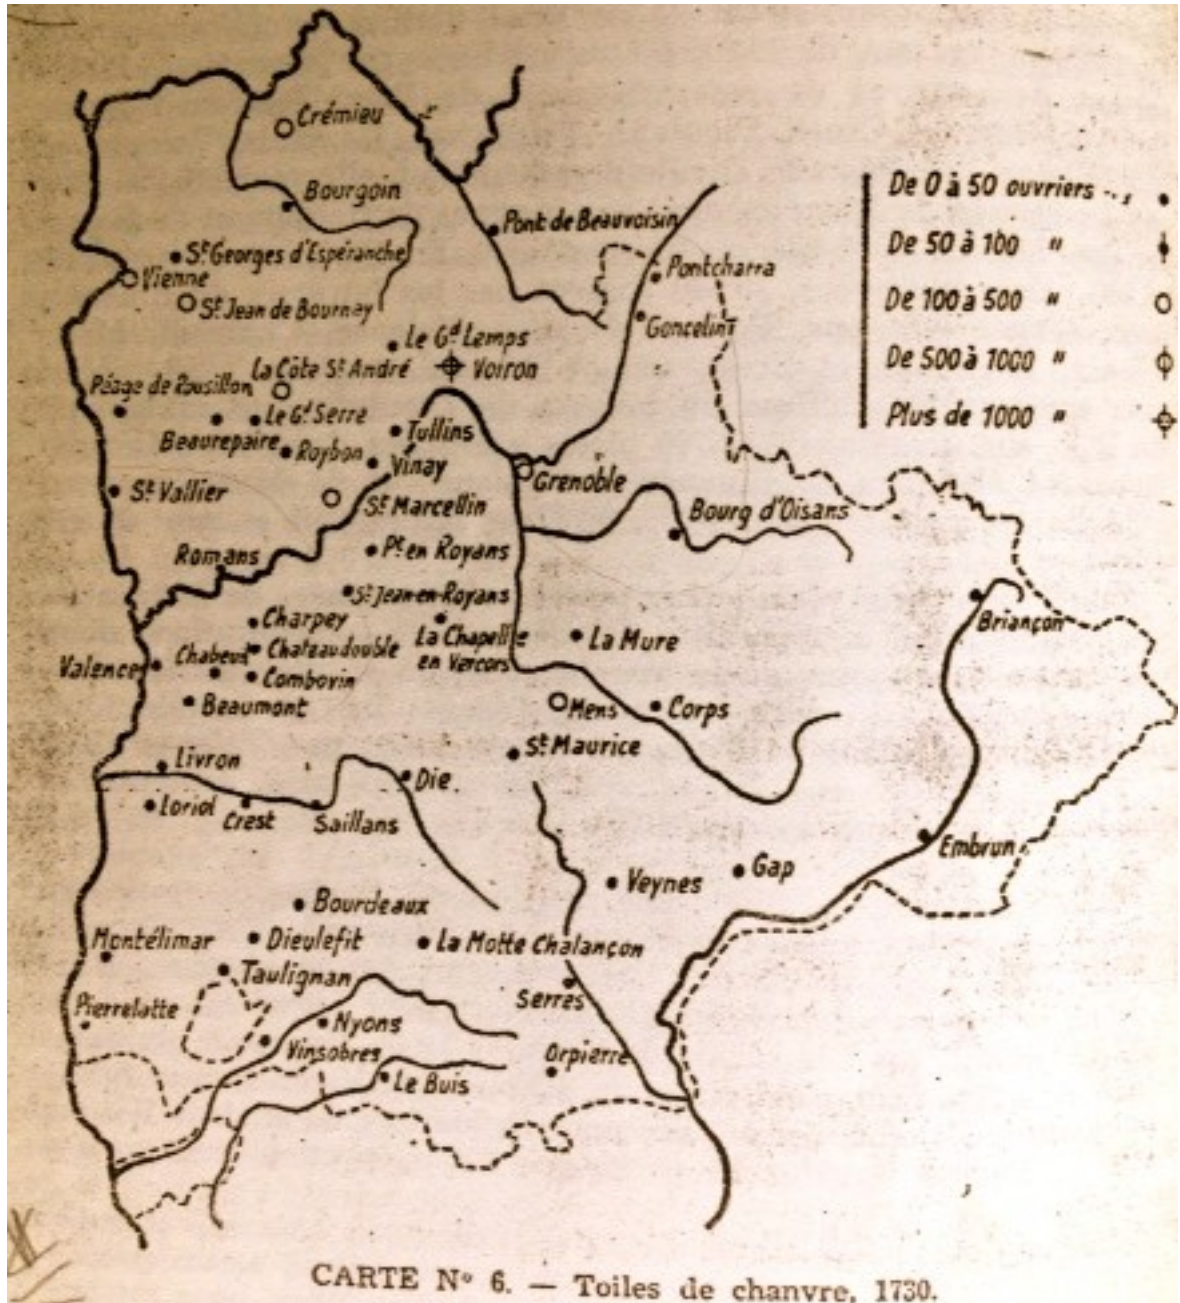 Crémieu
Bourgoin
Pont de Beauvoisin
St Georges d'Espéranche
Vienne
Pontcharra
St Jean de Bournay
Goncelint
Le Gd Lemps
La Côte St André
Voiron
Péage de Rousillon
Le Gd Serre
Beaurepaire
Tullins
Roybon
Vinay
Grenoble
St Vallier
St Marcellin
Bourg d'Oisans
Romans
Pt en Royans
St Jean-en-Royans
Charpey
La Chapelle
en Vercors
La Mure
Briançon
Chabeuil
Chateaudouble
Valence
Combovin
Beaumont
Mens
Corps
St Maurice
Livron
Die.
Loriol
Crest
Saillans
Embrun
Veynes
Gap
Bourdeaux
Montélimar
Dieulefit
La Motte Chalançon
Taulignan
Serres
Pierrelatte
Nyons
Vinsobres
Orpierre
Le Buis
De 0 à 50 ouvriers
De 50 à 100 "
De 100 à 500 "
De 500 à 1000 "
Plus de 1000 "
CARTE N° 6. — Toiles de chanvre, 1730.